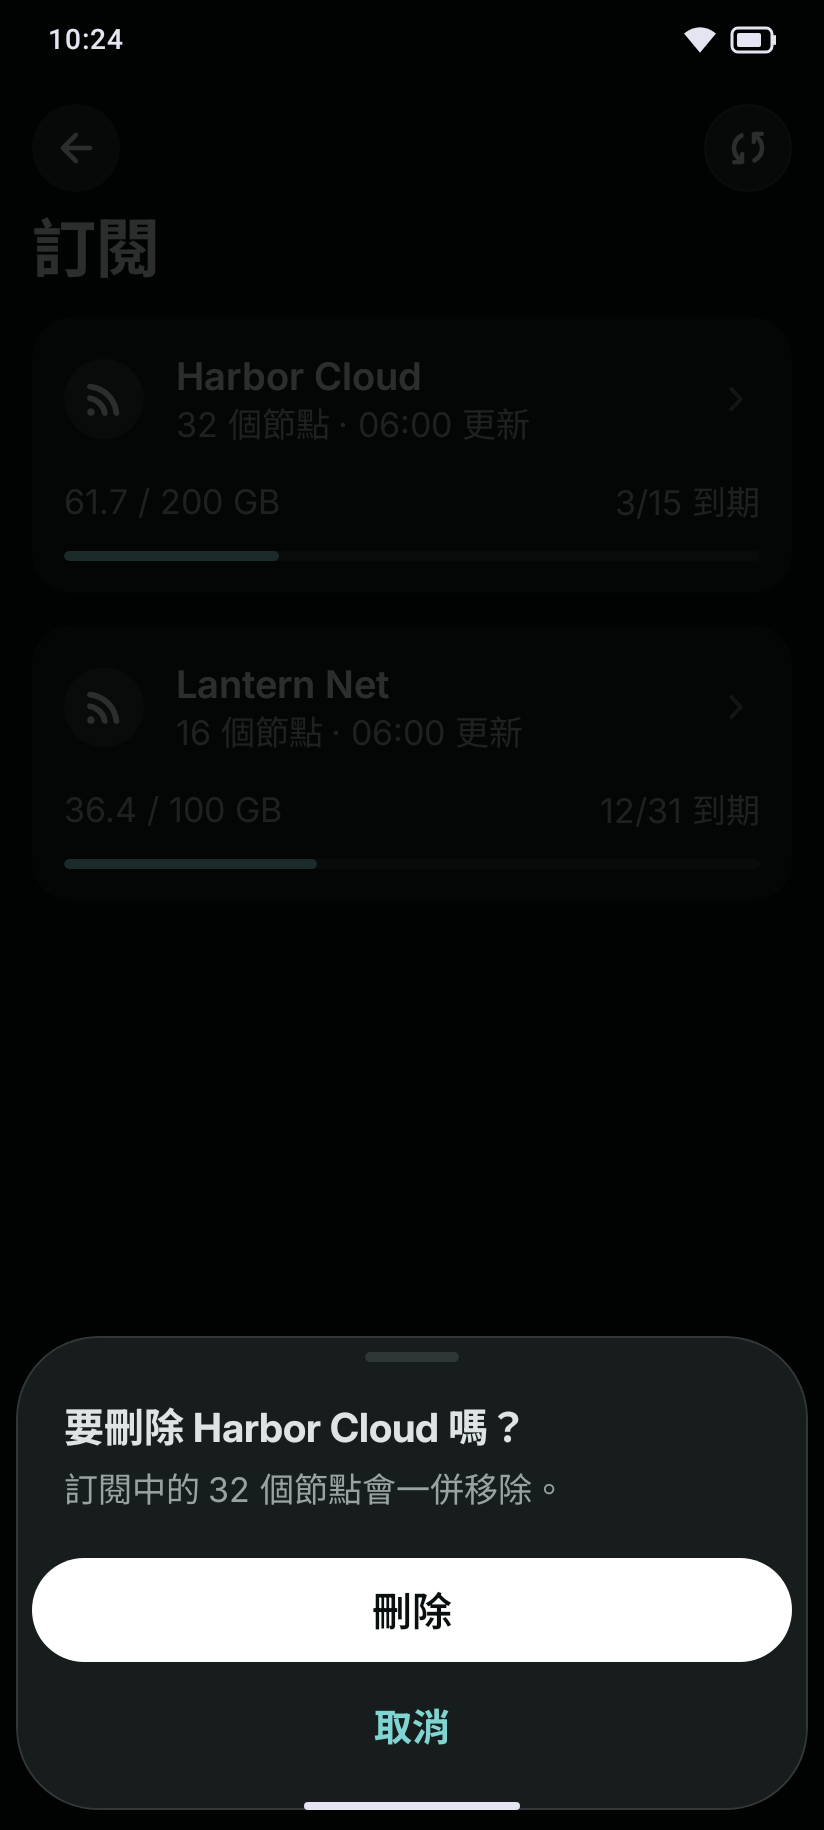 10:24
訂閱
Harbor Cloud
32 個節點 · 06:00 更新
61.7 / 200 GB
3/15 到期
Lantern Net
16 個節點 · 06:00 更新
36.4 / 100 GB
12/31 到期
要刪除 Harbor Cloud 嗎？
訂閱中的 32 個節點會一併移除。
刪除
取消